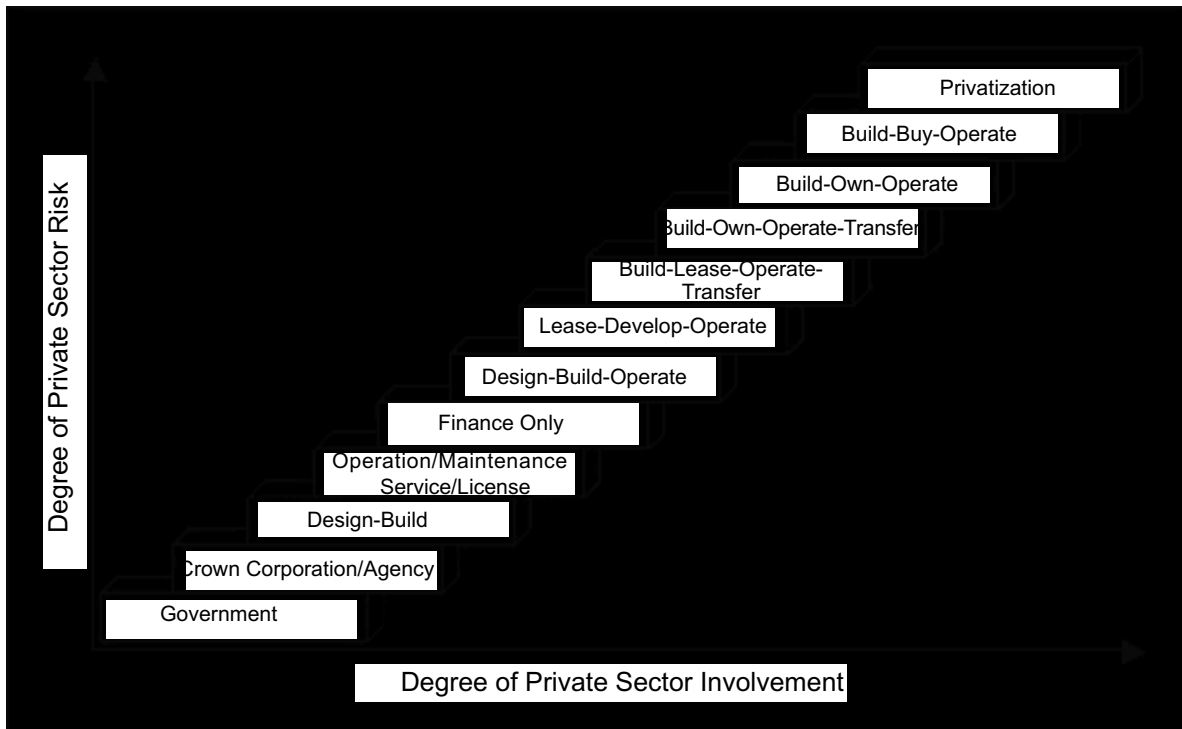 Privatization
Build-Buy-Operate
Build-Own-Operate
Build-Own-Operate-Transfer
Build-Lease-Operate-
Transfer
Lease-Develop-Operate
Design-Build-Operate
Finance Only
Operation/Maintenance
Service/License
Design-Build
Crown Corporation/Agency
Government
Degree of Private Sector Risk
Degree of Private Sector Involvement